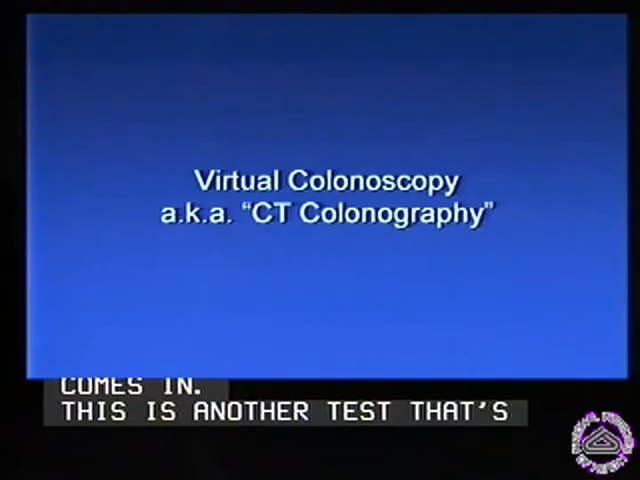 Virtual Colonoscopy
a.k.a. “CT Colonography”
COMES IN.
THIS IS ANOTHER TEST THAT'S